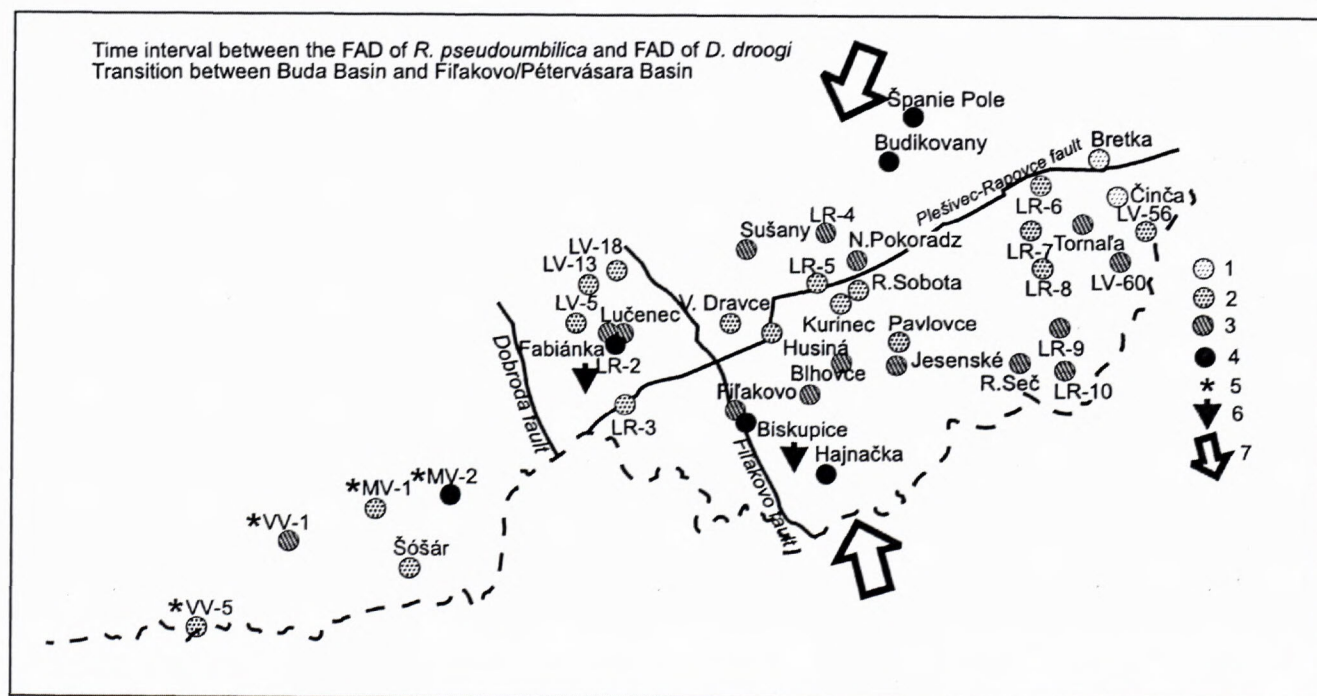 Time interval between the FAD of R. pseudoumbilica and FAD of D. droogi
Transition between Buda Basin and Fiľakovo/Pétervásara Basin
Španie Pole
Budikovany
Bretka
Plešivec-Rapovce fault
Činča
LR-6
LV-56
LR-4
Sušany
N.Pokoradz
LR-7
Tornaľa
LV-18
LV-13
LR-5
R.Sobota
LR-8
LV-60
1
LV-5
Lučenec
V. Dravce
Kurinec
Pavlovce
2
Fabiánka
LR-2
Husiná
LR-9
3
Dobroda fault
Blhovce
Jesenské
R.Seč
LR-10
4
Fiľakovo
LR-3
Biskupice
5
Fiľakovo fault
Hajnačka
6
7
*MV-2
*MV-1
*VV-1
Šóšár
*VV-5